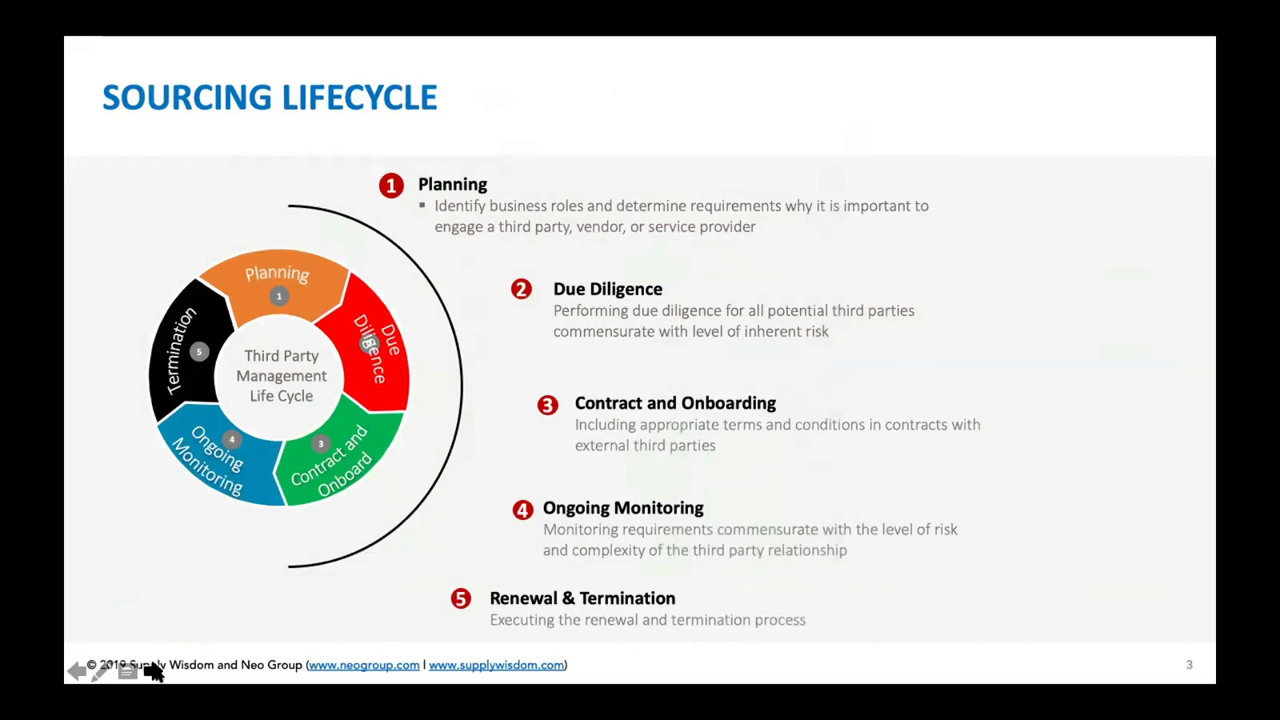 SOURCING LIFECYCLE
1 Planning
▪ Identify business roles and determine requirements why it is important to
engage a third party, vendor, or service provider
2 Due Diligence
Performing due diligence for all potential third parties
commensurate with level of inherent risk
3 Contract and Onboarding
Including appropriate terms and conditions in contracts with
external third parties
4 Ongoing Monitoring
Monitoring requirements commensurate with the level of risk
and complexity of the third party relationship
5 Renewal & Termination
Executing the renewal and termination process
Planning
1
Due
Diligence
Contract and
Onboard
3
Ongoing
Monitoring
4
Termination
5
Third Party
Management
Life Cycle
© 2019 Supply Wisdom and Neo Group (www.neogroup.com | www.supplywisdom.com)
3